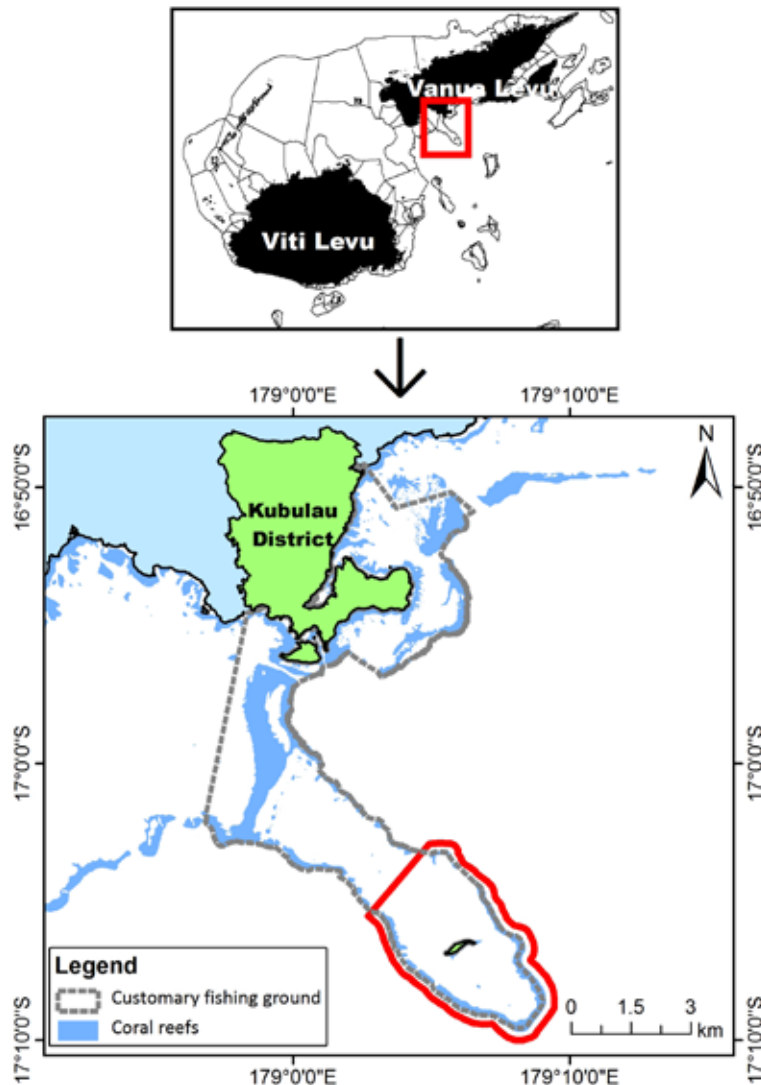 Vanua Levu
Viti Levu
179°0'0"E
179°10'0"E
N
16°50'0"S
16°50'0"S
Kubulau
District
17°0'0"S
17°0'0"S
Legend
Customary fishing ground
Coral reefs
0 1.5 3
km
17°10'0"S
17°10'0"S
179°0'0"E
179°10'0"E